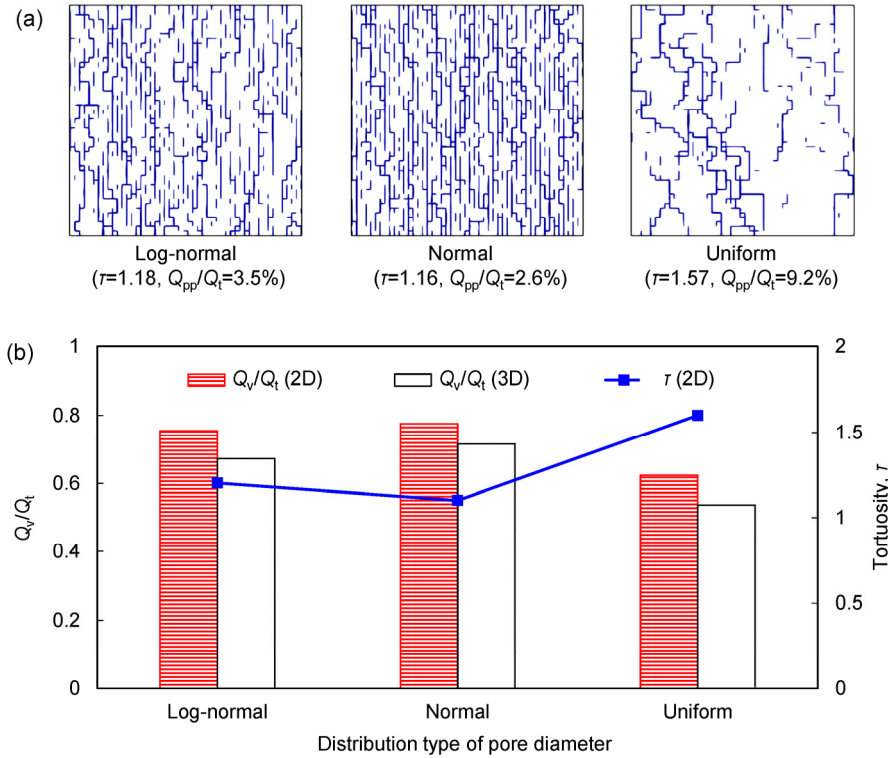 (a)
Log-normal Normal Uniform
(τ=1.18, Qpp/Qt=3.5%) (τ=1.16, Qpp/Qt=2.6%) (τ=1.57, Qpp/Qt=9.2%)
(b)
1 2
Qv/Qt (2D) Qv/Qt (3D) τ (2D)
0.8
1.5
0.6
1
0.4
0.5
0.2
0 0
Qv/Qt
Tortuosity, τ
Log-normal Normal Uniform
Distribution type of pore diameter